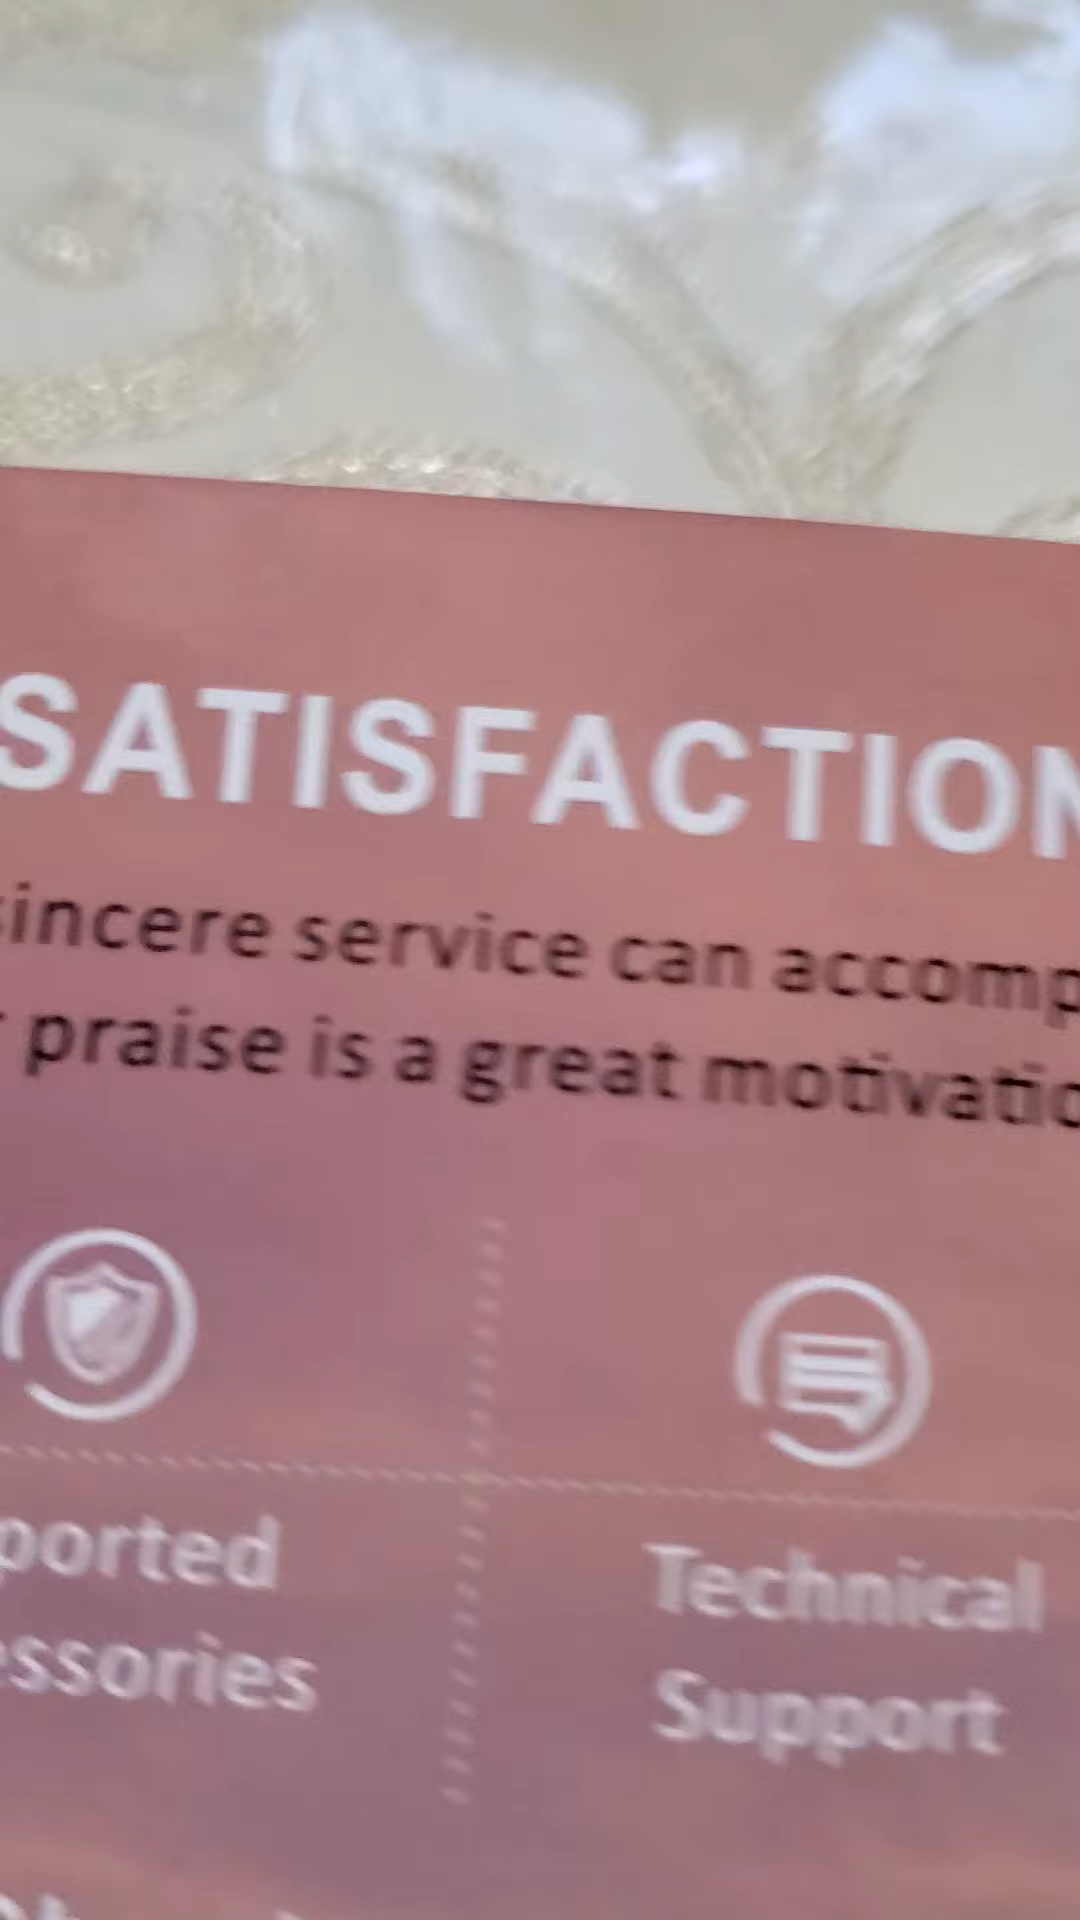 SATISFACTION
sincere service can accomp
praise is a great motivatio
ported
essories
Technical
Support